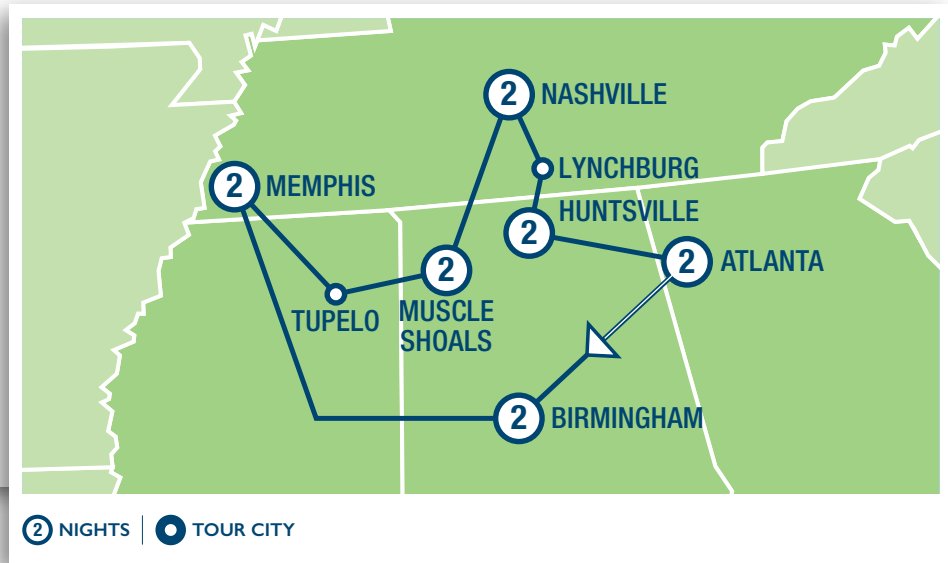 2 NASHVILLE
LYNCHBURG
2 MEMPHIS
HUNTSVILLE
2
2 ATLANTA
2
TUPELO
MUSCLE
SHOALS
2 BIRMINGHAM
2 NIGHTS | TOUR CITY